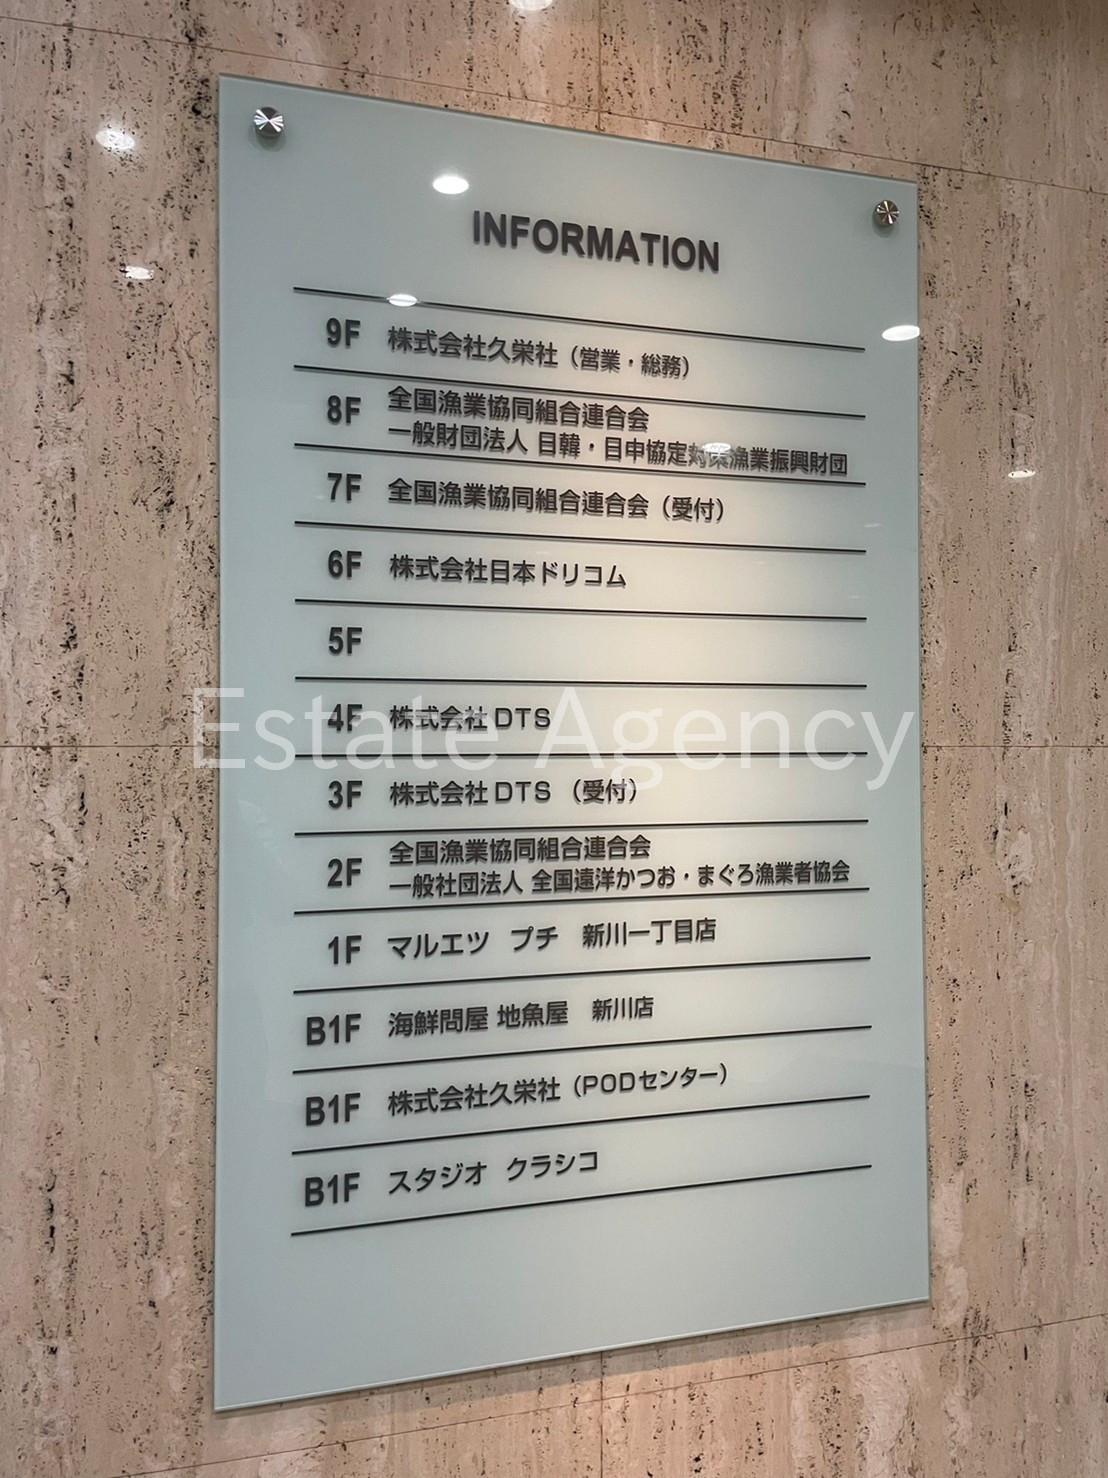 INFORMATION
9F 株式会社久栄社（営業・総務）
8F 全国漁業協同組合連合会
一般財団法人 日韓・日中協定対策漁業振興財団
7F 全国漁業協同組合連合会（受付）
6F 株式会社日本ドリコム
5F
4F 株式会社DTS
Estate Agency
3F 株式会社DTS（受付）
2F 全国漁業協同組合連合会
一般社団法人 全国遠洋かつお・まぐろ漁業者協会
1F マルエツ プチ 新川一丁目店
B1F 海鮮問屋 地魚屋 新川店
B1F 株式会社久栄社（PODセンター）
B1F スタジオ クラシコ